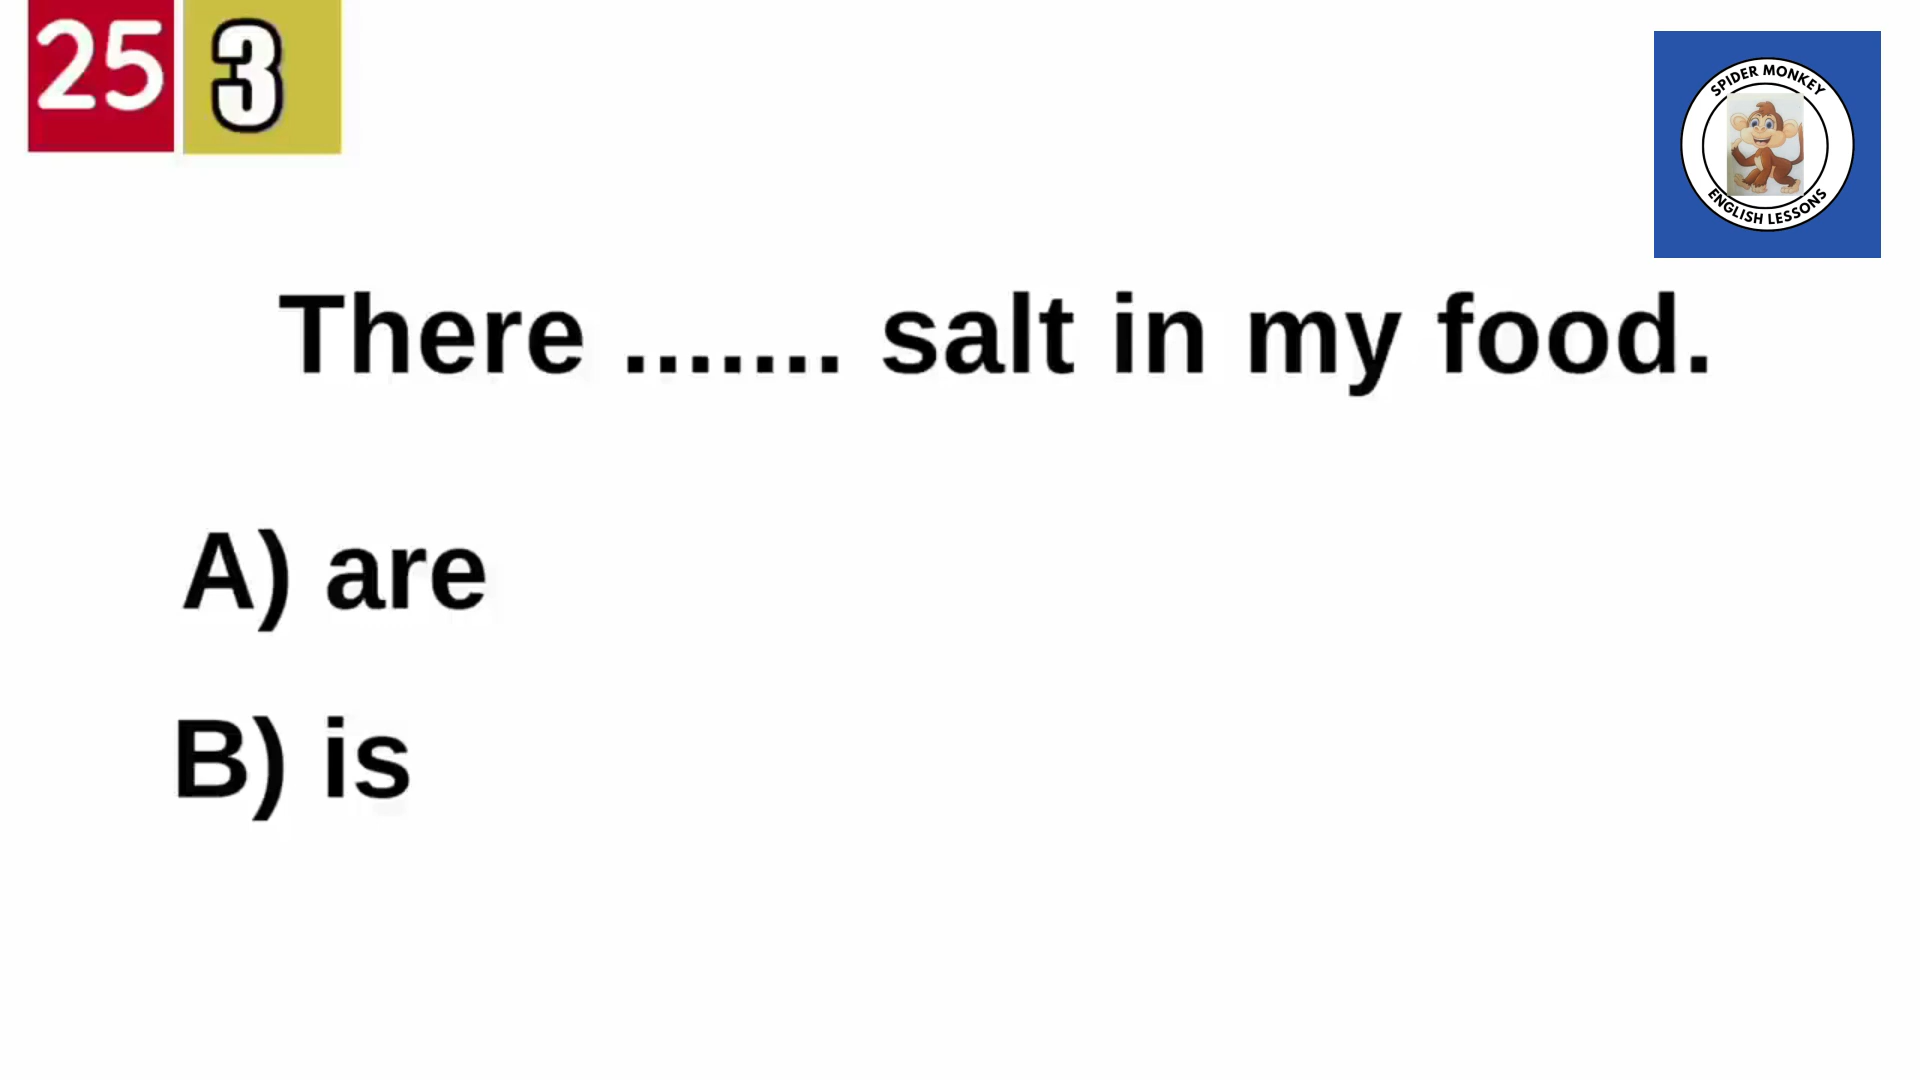 25 3
SPIDER MONKEY
ENGLISH LESSONS
There ....... salt in my food.
A) are
B) is